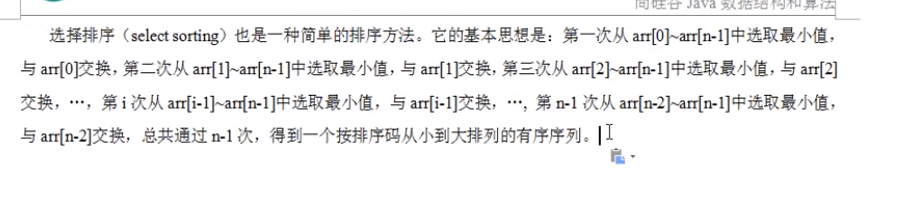 尚硅谷 Java 数据结构和算法
选择排序（select sorting）也是一种简单的排序方法。它的基本思想是：第一次从 arr[0]~arr[n-1]中选取最小值，
与 arr[0]交换，第二次从 arr[1]~arr[n-1]中选取最小值，与 arr[1]交换，第三次从 arr[2]~arr[n-1]中选取最小值，与 arr[2]
交换，…，第 i 次从 arr[i-1]~arr[n-1]中选取最小值，与 arr[i-1]交换，…, 第 n-1 次从 arr[n-2]~arr[n-1]中选取最小值，
与 arr[n-2]交换，总共通过 n-1 次，得到一个按排序码从小到大排列的有序序列。